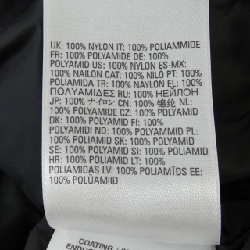 UK: 100% NYLON IT: 100% POLIAMMIDE
FR: 100% POLYAMIDE DE: 100%
POLYAMID US: 100% NYLON ES-MX:
100% NAILON CAT: 100% NILÓ PT: 100%
POLIAMIDA TR: 100% NAYLON EL: 100%
ΠΟΛΥΑΜΙΔΕΣ RU: 100% НЕЙЛОН
JP: 100% ナイロン CN: 100% 锦纶 NL:
100% POLYAMIDE CZ: 100% POLYAMID
DK: 100% POLYAMID FI: 100%
POLYAMIDI NO: 100% NYLON PL: 100%
POLIAMID SK: 100% POLYAMID SI: 100%
POLIAMID SE: 100% POLYAMID
HR: 100% POLIAMID LT: 100%
POLIAMIDAS LV: 100% POLIAMĪDS EE:
100% POLÜAMIID
COATING